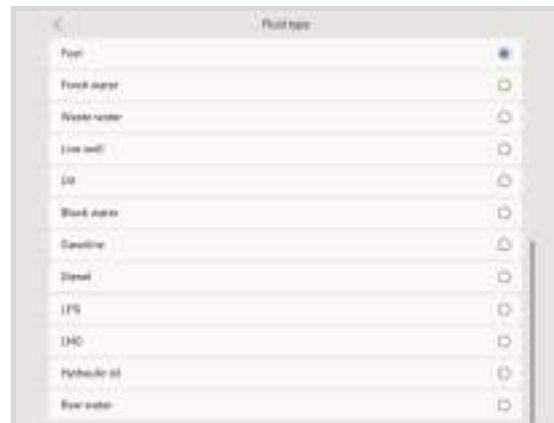 Fluid type
Fuel
Fresh water
Waste water
Live well
Oil
Black water
Gasoline
Diesel
LPG
LNG
Hydraulic oil
Raw water